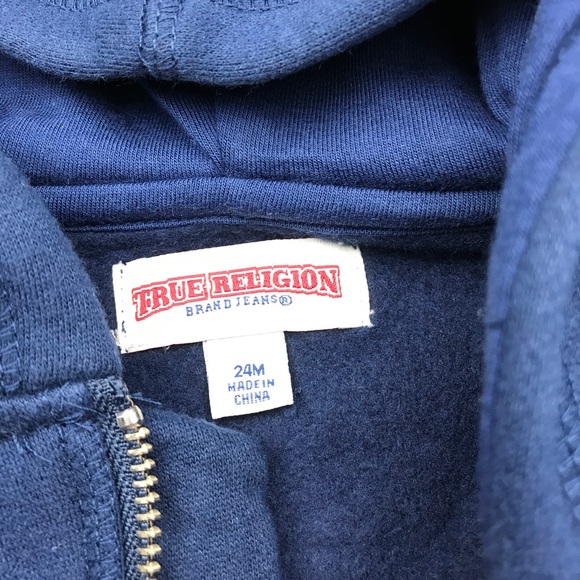 TRUE RELIGION
BRAND JEANS®
24M
MADE IN
CHINA